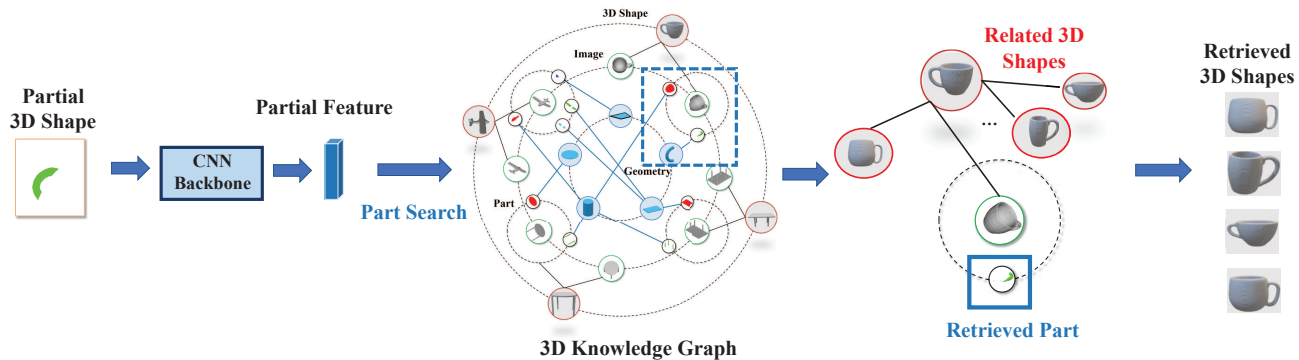 Partial
3D Shape
CNN
Backbone
Partial Feature
Part Search
3D Shape
Image
Geometry
Part
3D Knowledge Graph
Related 3D
Shapes
...
Retrieved Part
Retrieved
3D Shapes